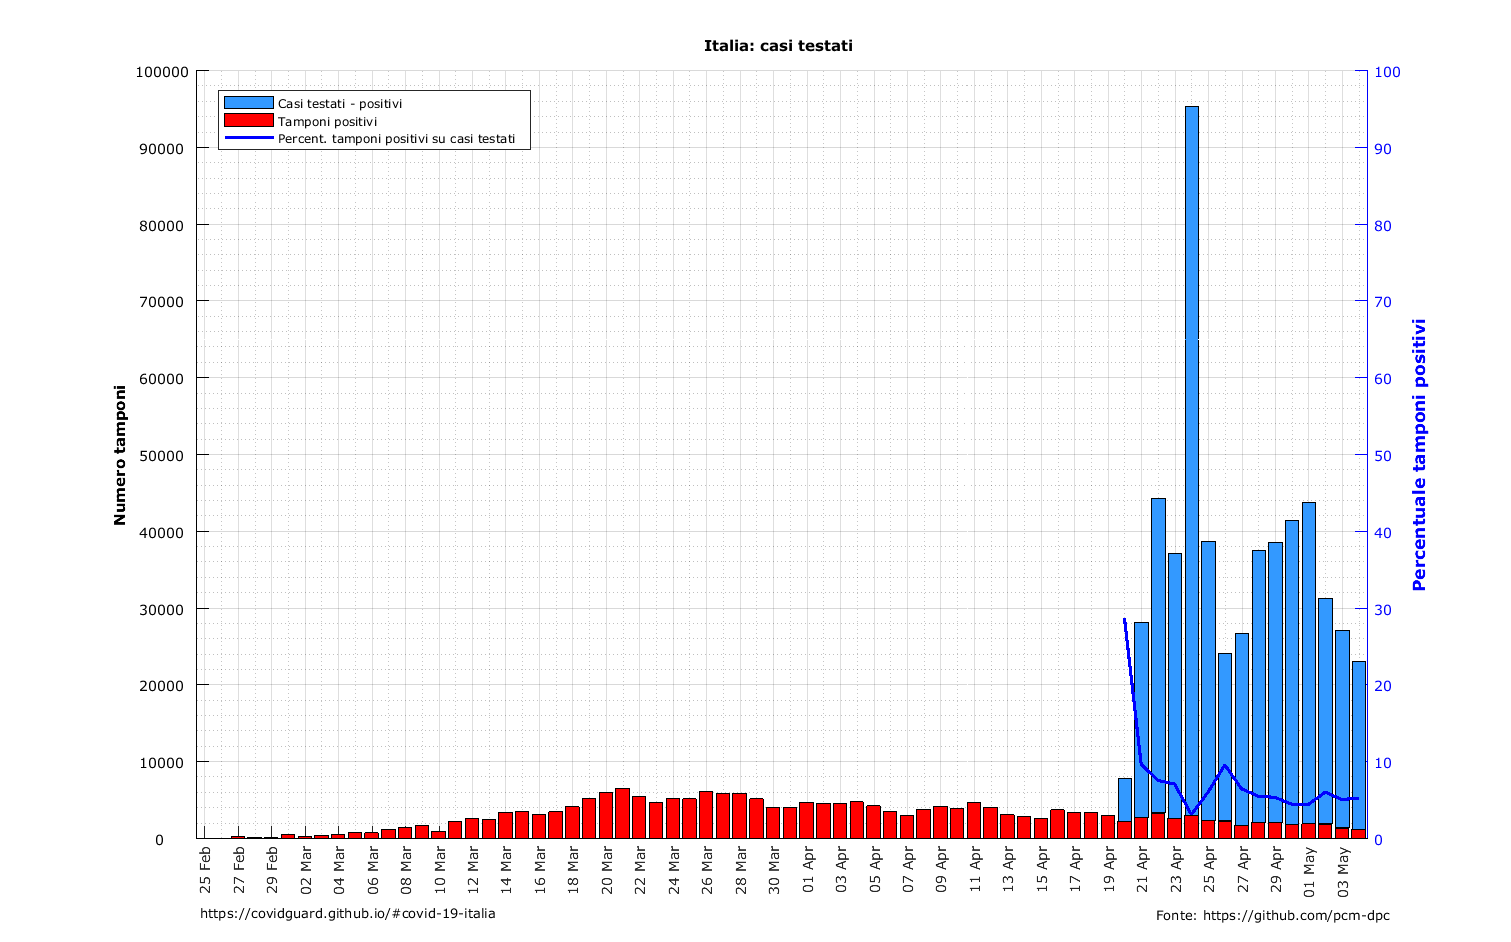 Italia: casi testati
Casi testati - positivi
Tamponi positivi
Percent. tamponi positivi su casi testati
Numero tamponi
100000
90000
80000
70000
60000
50000
40000
30000
20000
10000
0
Percentuale tamponi positivi
100
90
80
70
60
50
40
30
20
10
0
25 Feb
27 Feb
29 Feb
02 Mar
04 Mar
06 Mar
08 Mar
10 Mar
12 Mar
14 Mar
16 Mar
18 Mar
20 Mar
22 Mar
24 Mar
26 Mar
28 Mar
30 Mar
01 Apr
03 Apr
05 Apr
07 Apr
09 Apr
11 Apr
13 Apr
15 Apr
17 Apr
19 Apr
21 Apr
23 Apr
25 Apr
27 Apr
29 Apr
01 May
03 May
https://covidguard.github.io/#covid-19-italia
Fonte: https://github.com/pcm-dpc